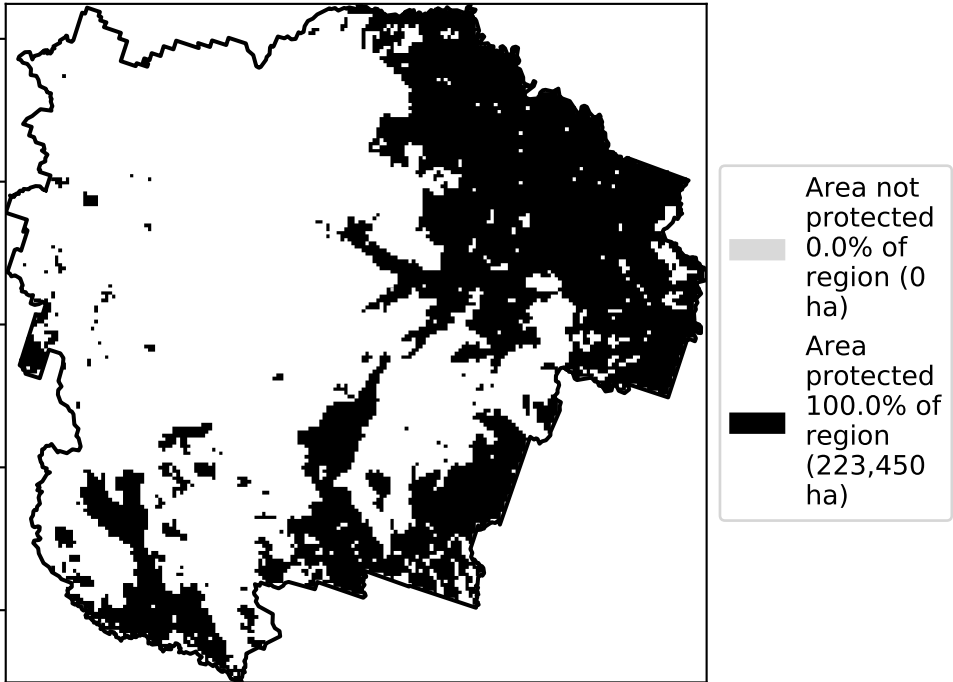 Area not
protected
0.0% of
region (0
ha)
Area
protected
100.0% of
region
(223,450
ha)